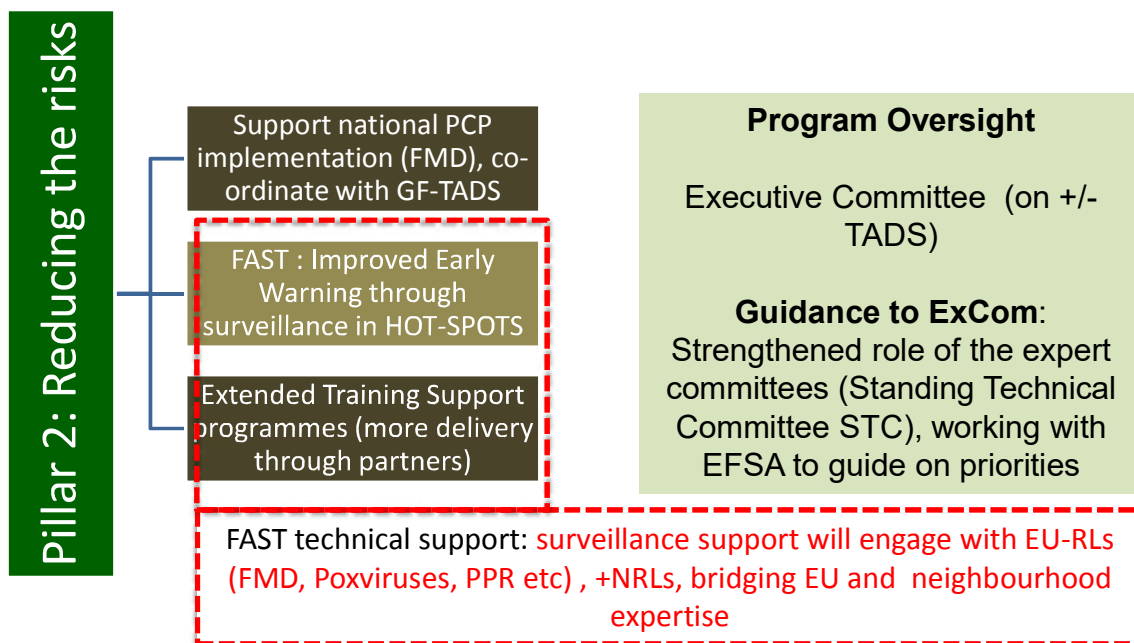 Pillar 2: Reducing the risks
Support national PCP
implementation (FMD), co-
ordinate with GF-TADS
FAST : Improved Early
Warning through
surveillance in HOT-SPOTS
Extended Training Support
programmes (more delivery
through partners)
Program Oversight
Executive Committee (on +/-
TADS)
Guidance to ExCom:
Strengthened role of the expert
committees (Standing Technical
Committee STC), working with
EFSA to guide on priorities
FAST technical support: surveillance support will engage with EU-RLs
(FMD, Poxviruses, PPR etc) , +NRLs, bridging EU and neighbourhood
expertise